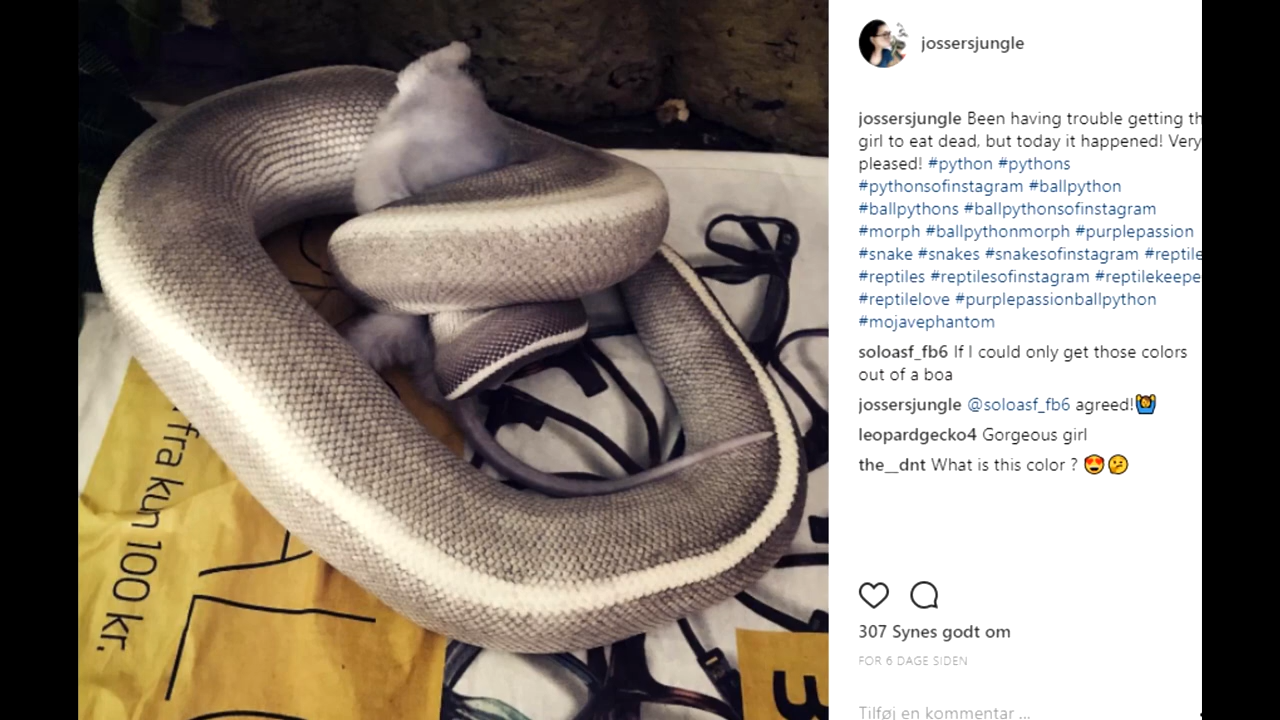 jossersjungle
jossersjungle Been having trouble getting th
girl to eat dead, but today it happened! Very
pleased! #python #pythons
#pythonsofinstagram #ballpython
#ballpythons #ballpythonsofinstagram
#morph #ballpythonmorph #purplepassion
#snake #snakes #snakesofinstagram #reptile
#reptiles #reptilesofinstagram #reptilekeepe
#reptilelove #purplepassionballpython
#mojavephantom
soloasf_fb6 If I could only get those colors
out of a boa
jossersjungle @soloasf_fb6 agreed!🙆
leopardgecko4 Gorgeous girl
the__dnt What is this color ? 😍🤔
307 Synes godt om
FOR 6 DAGE SIDEN
Tilføj en kommentar ...
fra kun 100 kr.
3